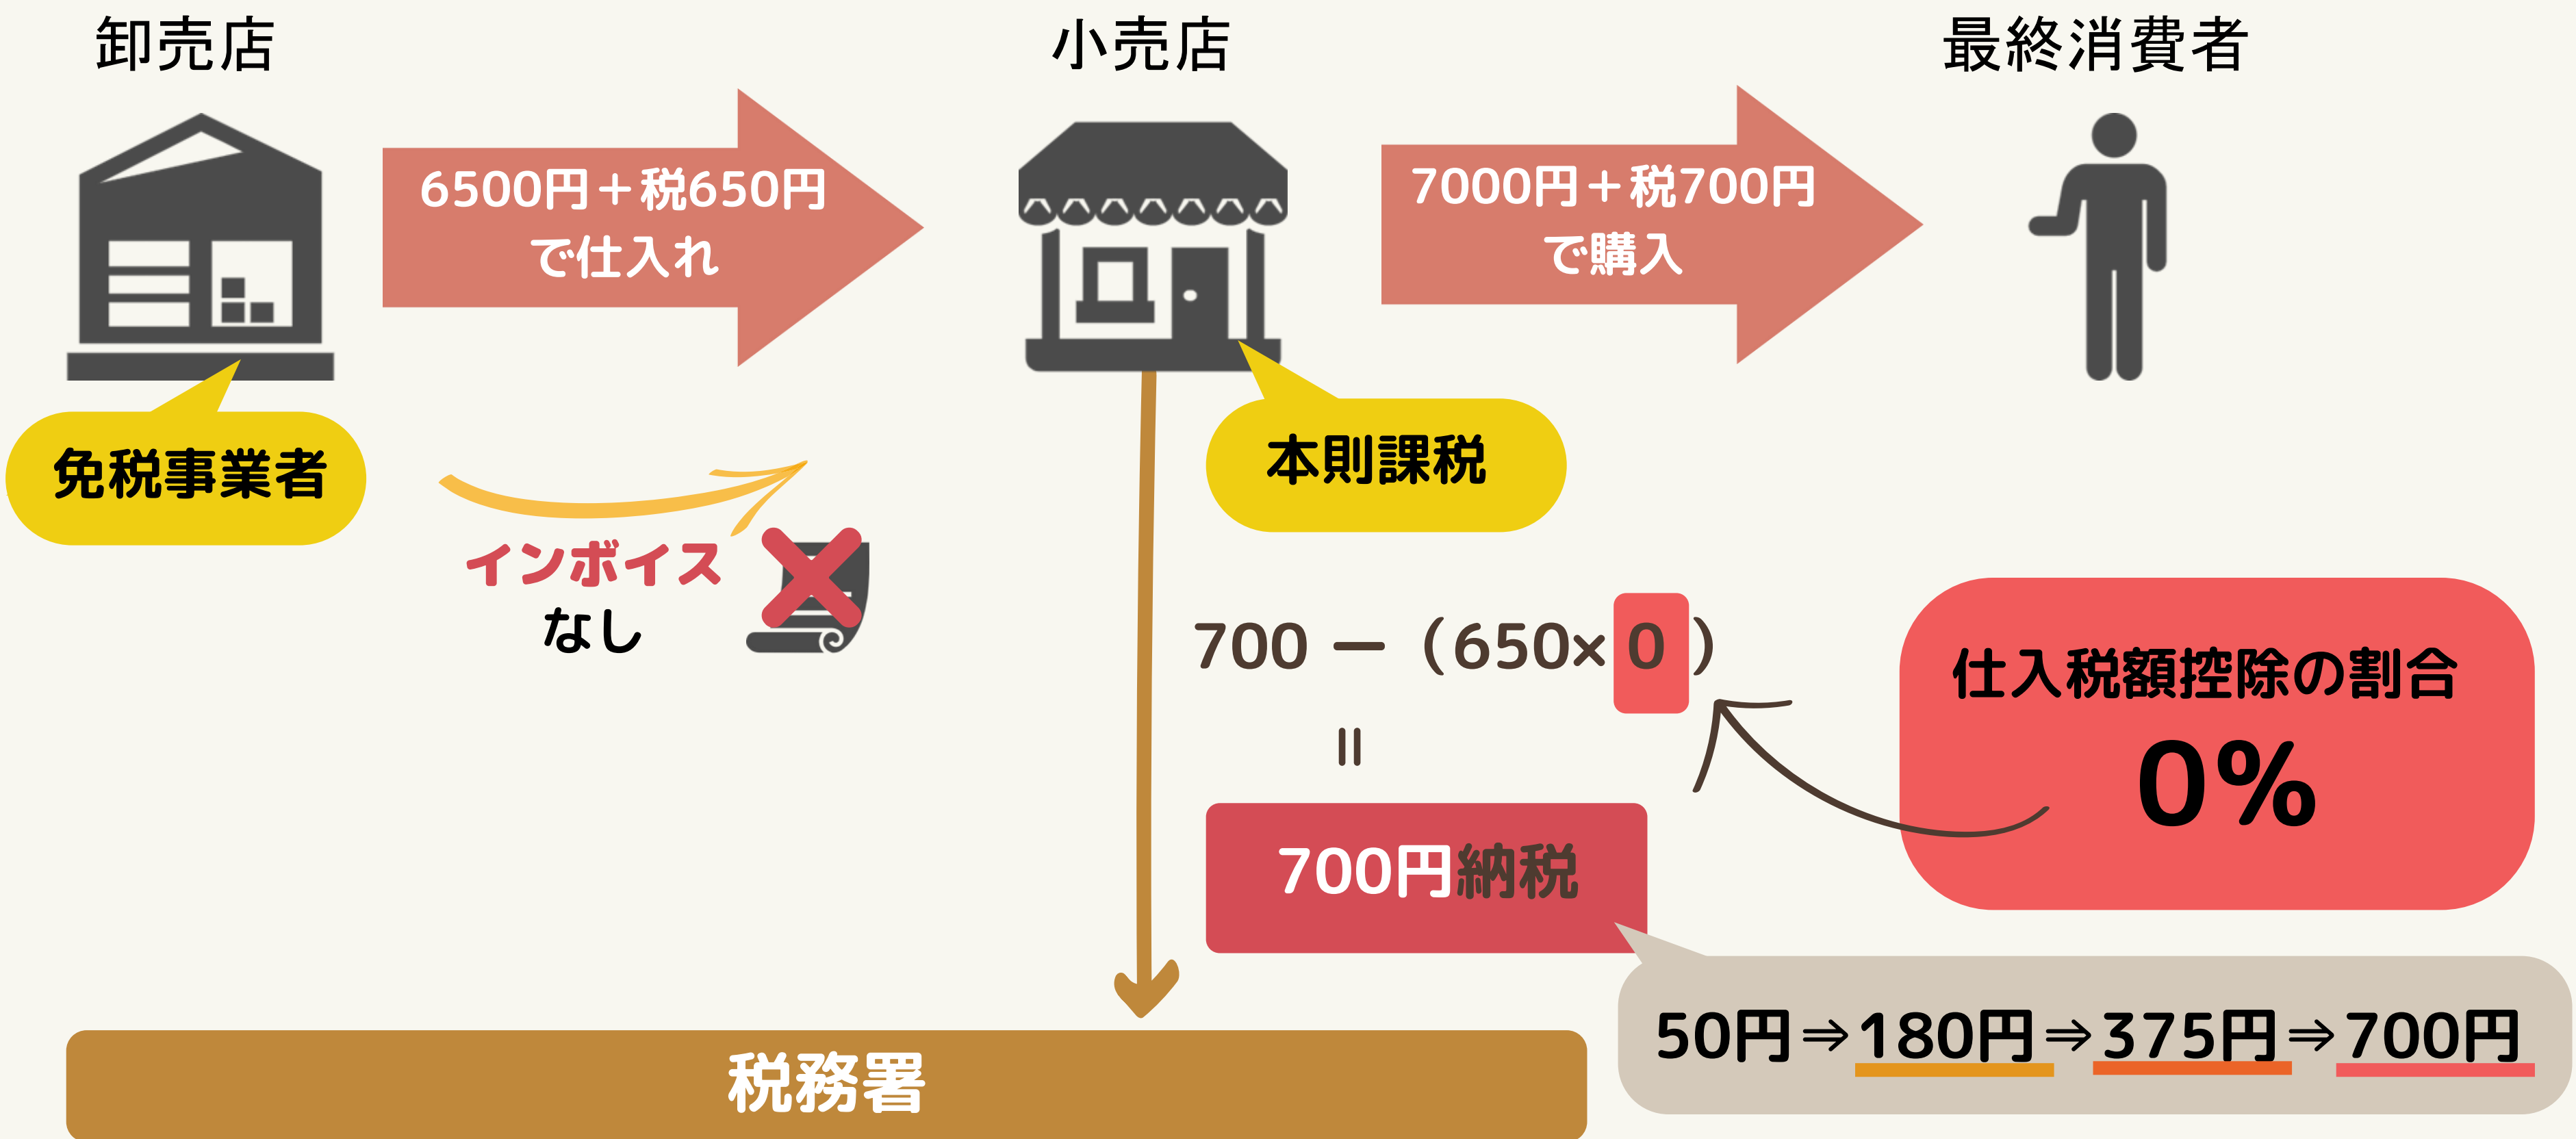 卸売店
小売店
最終消費者
6500円＋税650円
で仕入れ
7000円＋税700円
で購入
免税事業者
本則課税
インボイス
なし
700 ー（650×0）
＝
700円納税
仕入税額控除の割合
0%
50円⇒180円⇒375円⇒700円
税務署